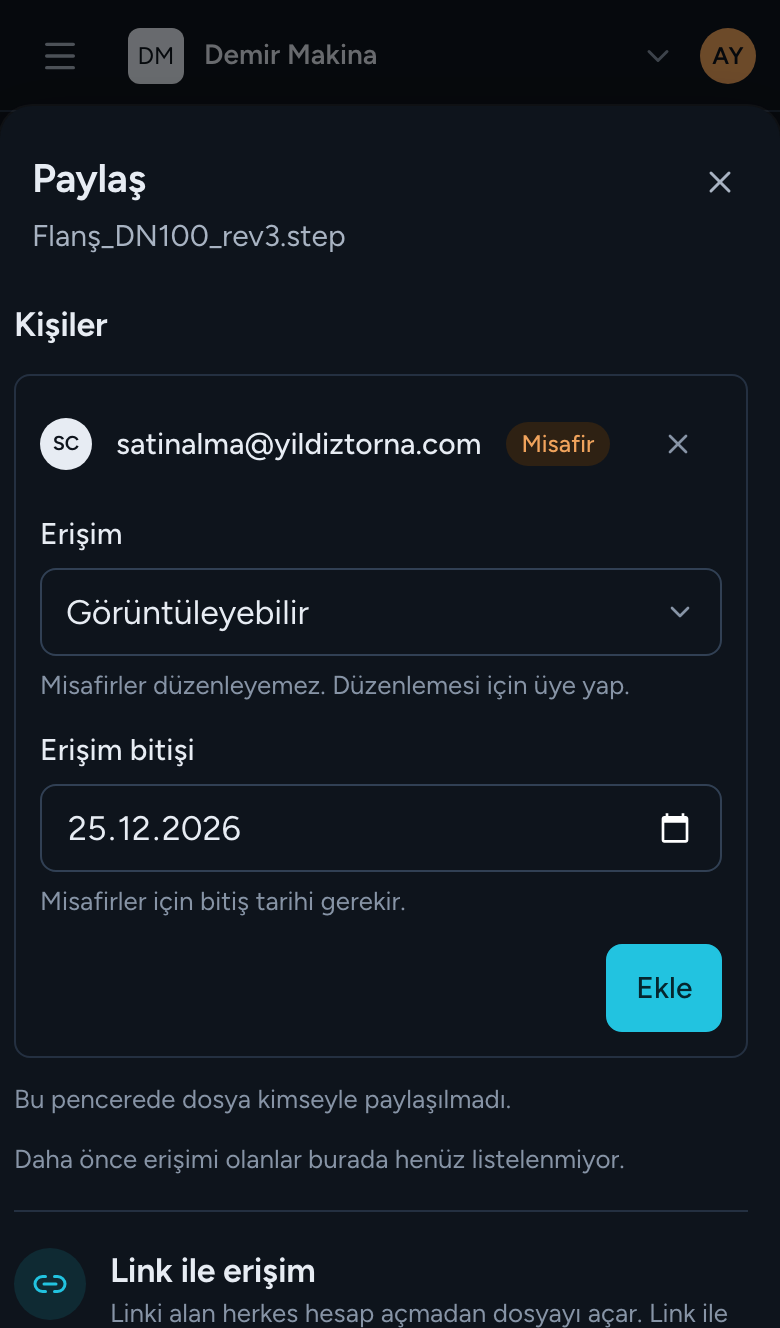 DM Demir Makina AY
Paylaş
Flanş_DN100_rev3.step
Kişiler
SC satinalma@yildiztorna.com Misafir
Erişim
Görüntüleyebilir
Misafirler düzenleyemez. Düzenlemesi için üye yap.
Erişim bitişi
25.12.2026
Misafirler için bitiş tarihi gerekir.
Ekle
Bu pencerede dosya kimseyle paylaşılmadı.
Daha önce erişimi olanlar burada henüz listelenmiyor.
Link ile erişim
Linki alan herkes hesap açmadan dosyayı açar. Link ile